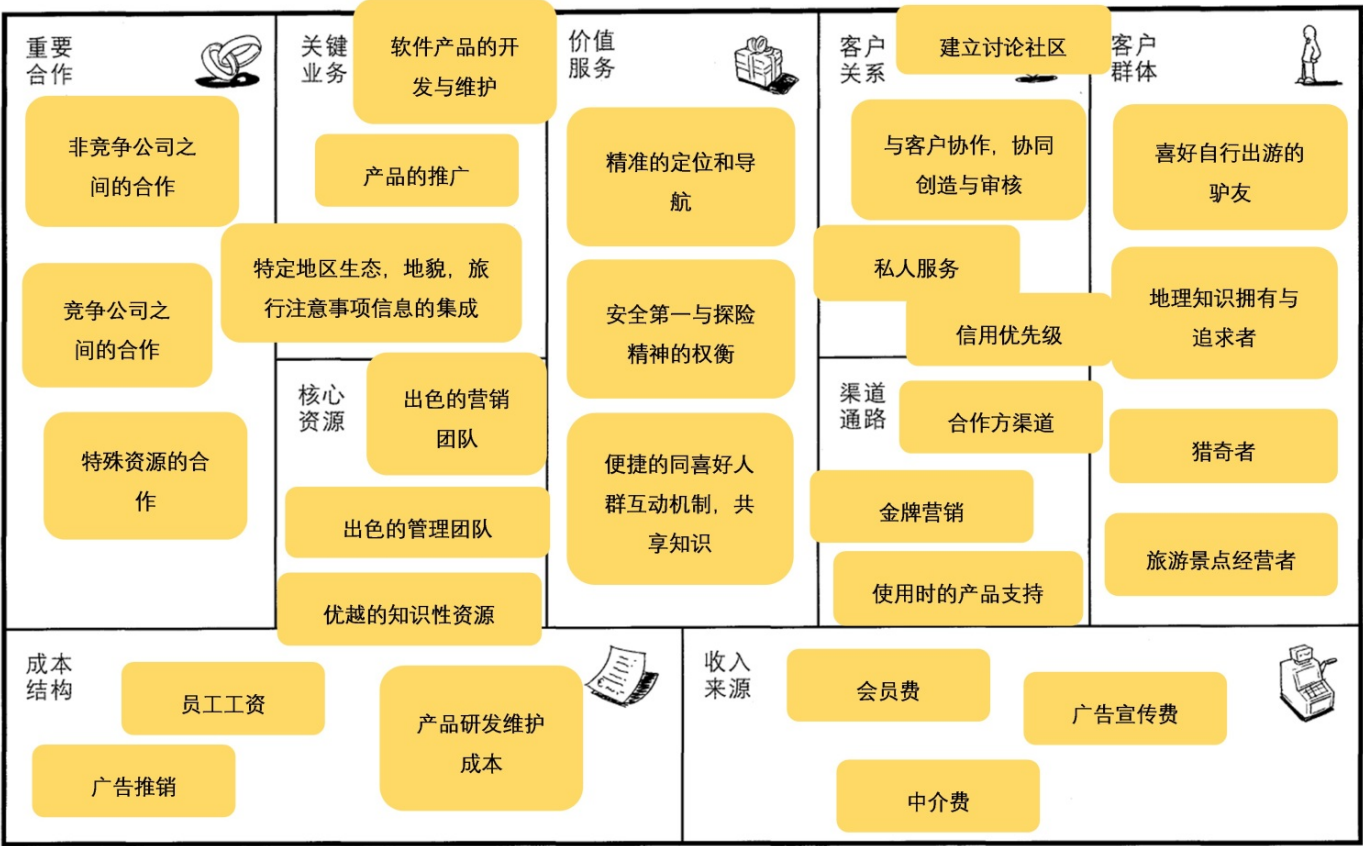 重要
合作
非竞争公司之
间的合作
竞争公司之
间的合作
特殊资源的合
作
关键
业务
软件产品的开
发与维护
产品的推广
特定地区生态，地貌，旅
行注意事项信息的集成
核心
资源
出色的营销
团队
出色的管理团队
优越的知识性资源
价值
服务
精准的定位和导
航
安全第一与探险
精神的权衡
便捷的同喜好人
群互动机制，共
享知识
客户
关系
建立讨论社区
与客户协作，协同
创造与审核
私人服务
信用优先级
渠道
通路
合作方渠道
金牌营销
使用时的产品支持
客户
群体
喜好自行出游的
驴友
地理知识拥有与
追求者
猎奇者
旅游景点经营者
成本
结构
员工工资
广告推销
产品研发维护
成本
收入
来源
会员费
广告宣传费
中介费